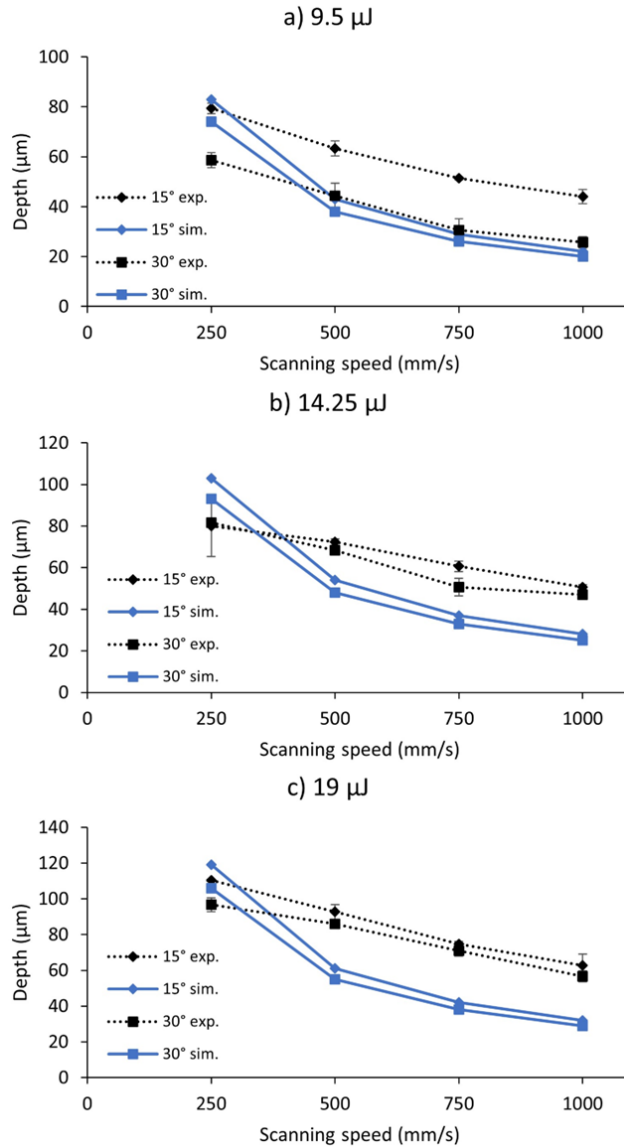 a) 9.5 µJ
100
80
60
40
20
0
Depth (µm)
15° exp.
15° sim.
30° exp.
30° sim.
0 250 500 750 1000
Scanning speed (mm/s)
b) 14.25 µJ
120
100
80
60
40
20
0
Depth (µm)
15° exp.
15° sim.
30° exp.
30° sim.
0 250 500 750 1000
Scanning speed (mm/s)
c) 19 µJ
140
120
100
80
60
40
20
0
Depth (µm)
15° exp.
15° sim.
30° exp.
30° sim.
0 250 500 750 1000
Scanning speed (mm/s)